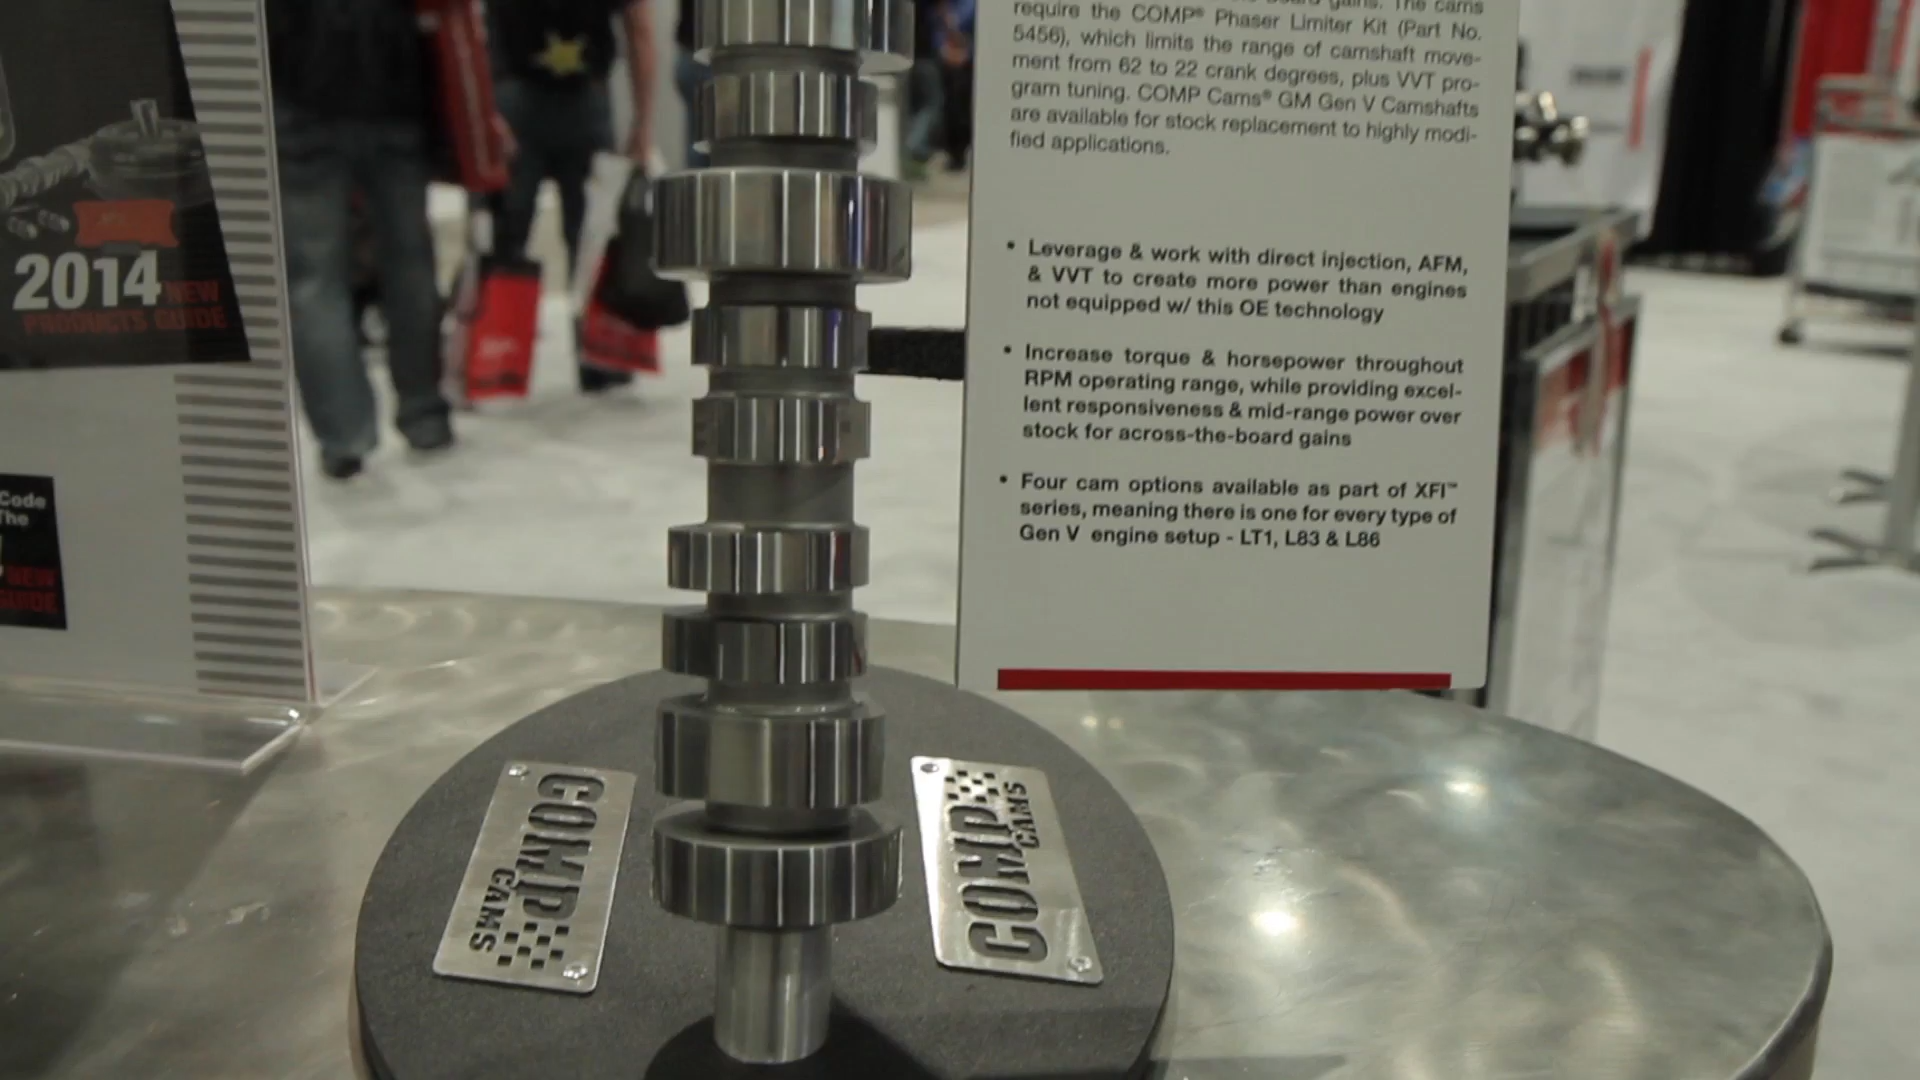 2014 NEW
PRODUCTS GUIDE
Code
The
NEW
GUIDE
gains. The cams
require the COMP® Phaser Limiter Kit (Part No.
5456), which limits the range of camshaft move-
ment from 62 to 22 crank degrees, plus VVT pro-
gram tuning. COMP Cams® GM Gen V Camshafts
are available for stock replacement to highly modi-
fied applications.
• Leverage & work with direct injection, AFM,
& VVT to create more power than engines
not equipped w/ this OE technology
• Increase torque & horsepower throughout
RPM operating range, while providing excel-
lent responsiveness & mid-range power over
stock for across-the-board gains
• Four cam options available as part of XFI™
series, meaning there is one for every type of
Gen V engine setup - LT1, L83 & L86
COMP
CAMS
COMP
CAMS